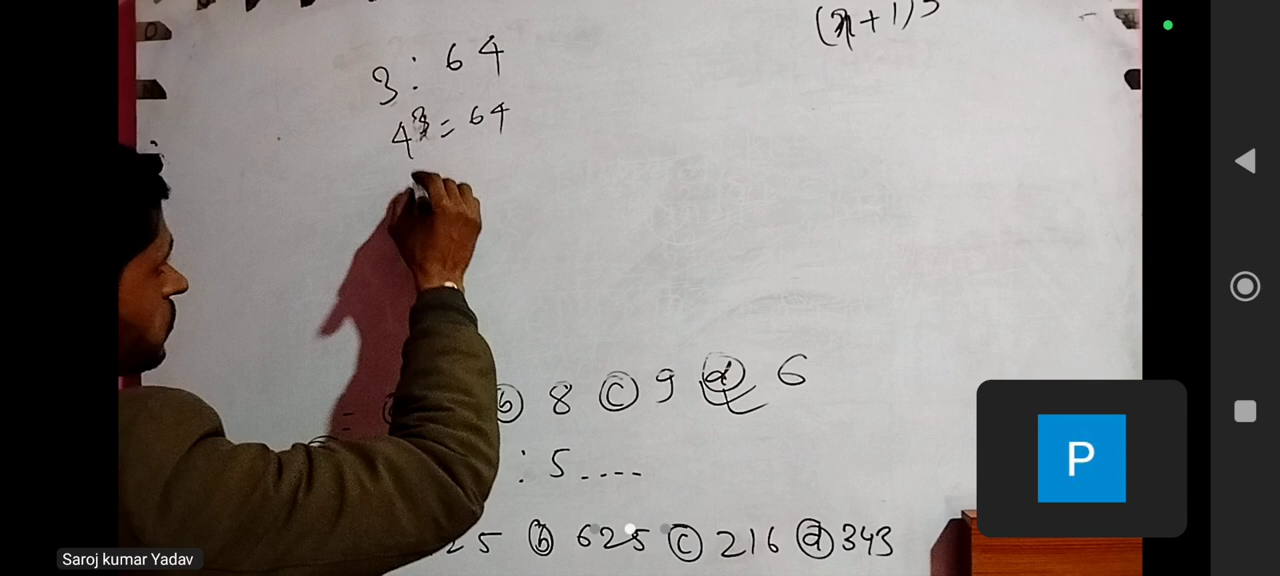 (x+1)3
3 : 64
4³ = 64
ⓑ 8 ⓒ 9 ⓓ 6
: 5 ....
25 ⓑ 625 ⓒ 216 ⓓ 343
P
Saroj kumar Yadav